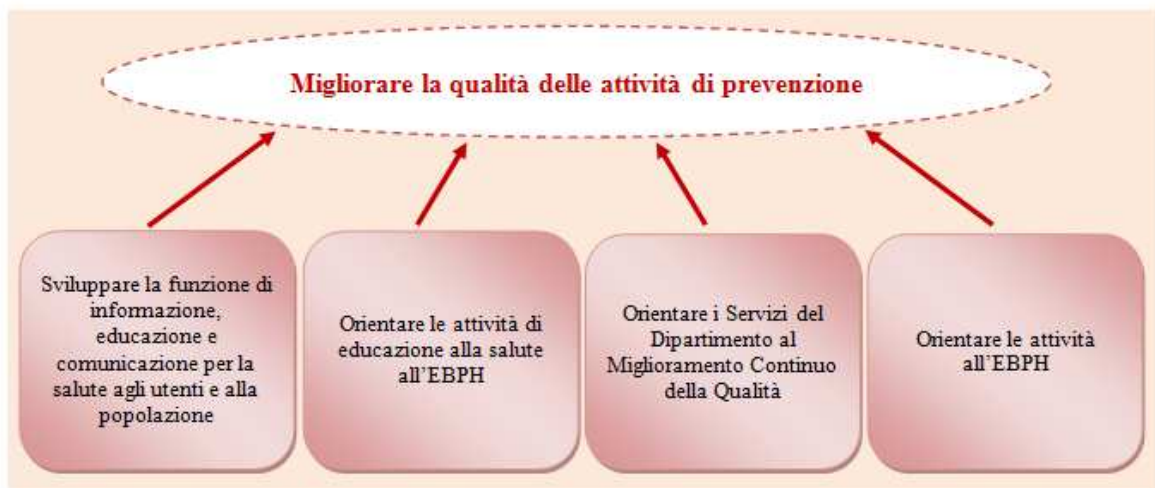 Migliorare la qualità delle attività di prevenzione
Sviluppare la funzione di
informazione,
educazione e
comunicazione per la
salute agli utenti e alla
popolazione
Orientare le attività di
educazione alla salute
all'EBPH
Orientare i Servizi del
Dipartimento al
Miglioramento Continuo
della Qualità
Orientare le attività
all'EBPH